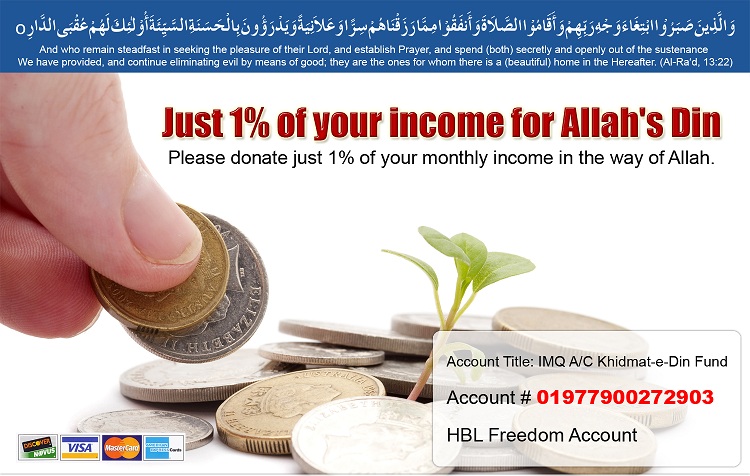 وَالَّذِينَ صَبَرُوا ابْتِغَاءَ وَجْهِ رَبِّهِمْ وَأَقَامُوا الصَّلَاةَ وَأَنفَقُوا مِمَّا رَزَقْنَاهُمْ سِرًّا وَعَلَانِيَةً وَيَدْرَؤُونَ بِالْحَسَنَةِ السَّيِّئَةَ أُوْلَئِكَ لَهُمْ عُقْبَى الدَّارِ ۝
And who remain steadfast in seeking the pleasure of their Lord, and establish Prayer, and spend (both) secretly and openly out of the sustenance
We have provided, and continue eliminating evil by means of good; they are the ones for whom there is a (beautiful) home in the Hereafter. (Al-Ra'd, 13:22)
Just 1% of your income for Allah's Din
Please donate just 1% of your monthly income in the way of Allah.
ELIZABETH II
Account Title: IMQ A/C Khidmat-e-Din Fund
Account # 01977900272903
HBL Freedom Account
DISCOVER
NOVUS
VISA
MasterCard